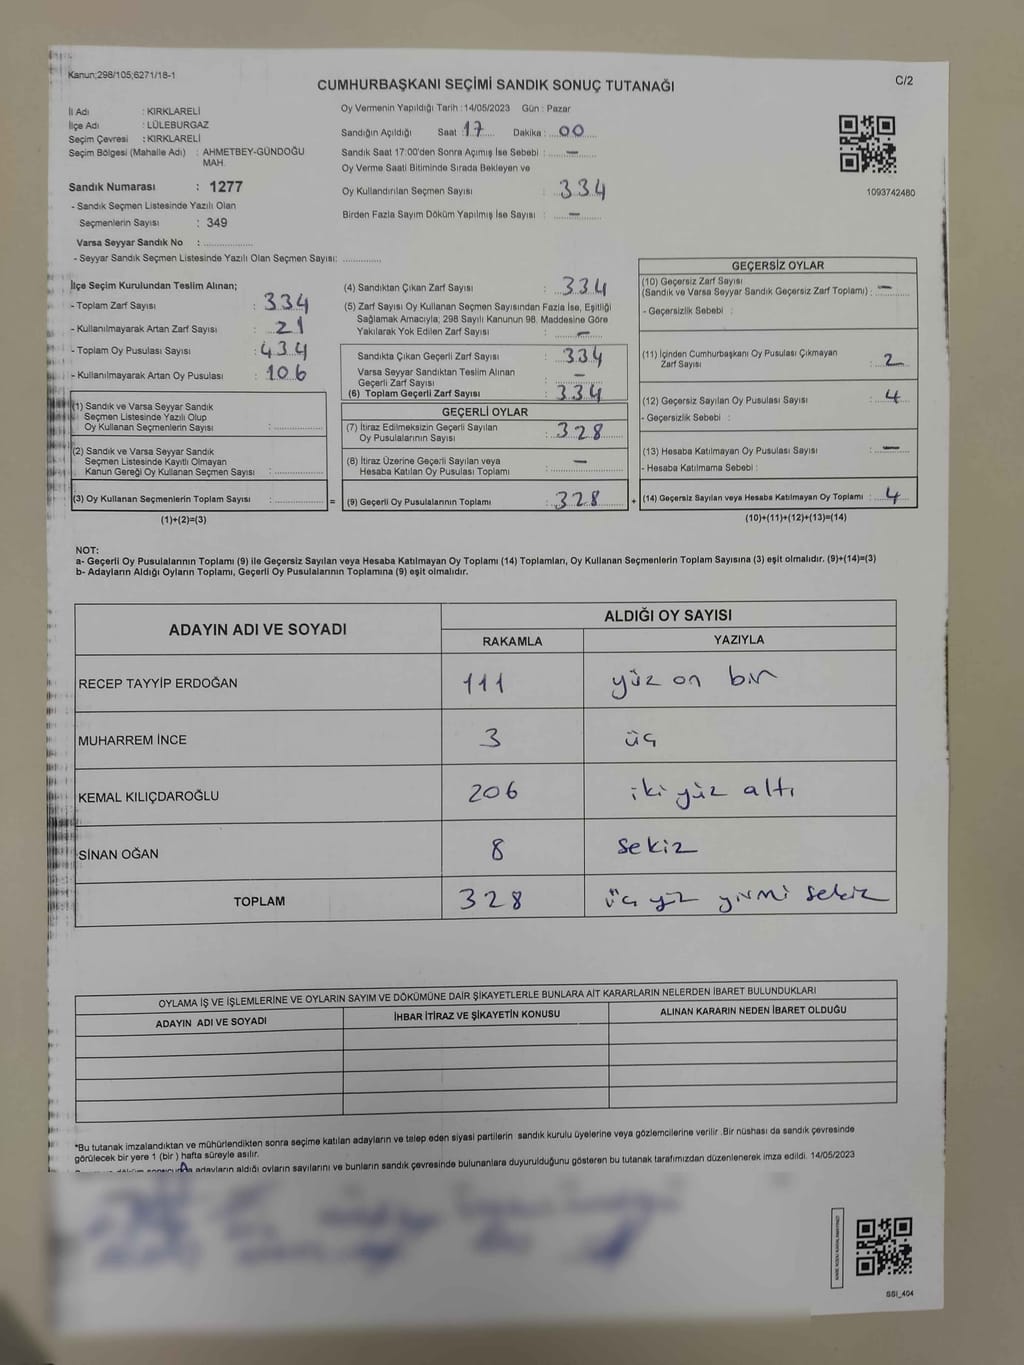 Kanun:298/105;6271/18-1
C/2
CUMHURBAŞKANI SEÇİMİ SANDIK SONUÇ TUTANAĞI
İl Adı : KIRKLARELİ
İlçe Adı : LÜLEBURGAZ
Seçim Çevresi : KIRKLARELİ
Seçim Bölgesi (Mahalle Adı) : AHMETBEY-GÜNDOĞU
MAH.
Sandık Numarası : 1277
- Sandık Seçmen Listesinde Yazılı Olan
Seçmenlerin Sayısı : 349
Varsa Seyyar Sandık No : ..............
- Seyyar Sandık Seçmen Listesinde Yazılı Olan Seçmen Sayısı: ............
Oy Vermenin Yapıldığı Tarih :14/05/2023 Gün : Pazar
Sandığın Açıldığı Saat : 17 Dakika : 00
Sandık Saat 17:00'den Sonra Açımış İse Sebebi : —
Oy Verme Saati Bitiminde Sırada Bekleyen ve
Oy Kullandırılan Seçmen Sayısı : 334
Birden Fazla Sayım Döküm Yapılmış İse Sayısı : —
1093742480
İlçe Seçim Kurulundan Teslim Alınan;
- Toplam Zarf Sayısı : 334
- Kullanılmayarak Artan Zarf Sayısı : 21
- Toplam Oy Pusulası Sayısı : 434
- Kullanılmayarak Artan Oy Pusulası : 106
(1) Sandık ve Varsa Seyyar Sandık
Seçmen Listesinde Yazılı Olup
Oy Kullanan Seçmenlerin Sayısı : ..............
(2) Sandık ve Varsa Seyyar Sandık
Seçmen Listesinde Kayıtlı Olmayan
Kanun Gereği Oy Kullanan Seçmen Sayısı : ..............
(3) Oy Kullanan Seçmenlerin Toplam Sayısı : .............. =
(1)+(2)=(3)
(4) Sandıktan Çıkan Zarf Sayısı : 334
(5) Zarf Sayısı Oy Kullanan Seçmen Sayısından Fazla İse, Eşitliği
Sağlamak Amacıyla; 298 Sayılı Kanunun 98. Maddesine Göre
Yakılarak Yok Edilen Zarf Sayısı : —
Sandıkta Çıkan Geçerli Zarf Sayısı : 334
Varsa Seyyar Sandıktan Teslim Alınan
Geçerli Zarf Sayısı : —
(6) Toplam Geçerli Zarf Sayısı : 334
GEÇERLİ OYLAR
(7) İtiraz Edilmeksizin Geçerli Sayılan
Oy Pusulalarının Sayısı : 328
(8) İtiraz Üzerine Geçerli Sayılan veya
Hesaba Katılan Oy Pusulaları Toplamı : —
(9) Geçerli Oy Pusulalarının Toplamı : 328 +
GEÇERSİZ OYLAR
(10) Geçersiz Zarf Sayısı
(Sandık ve Varsa Seyyar Sandık Geçersiz Zarf Toplamı) : —
- Geçersizlik Sebebi :
(11) İçinden Cumhurbaşkanı Oy Pusulası Çıkmayan
Zarf Sayısı : 2
(12) Geçersiz Sayılan Oy Pusulası Sayısı : 4
- Geçersizlik Sebebi :
(13) Hesaba Katılmayan Oy Pusulası Sayısı : —
- Hesaba Katılmama Sebebi :
(14) Geçersiz Sayılan veya Hesaba Katılmayan Oy Toplamı : 4
(10)+(11)+(12)+(13)=(14)
NOT:
a- Geçerli Oy Pusulalarının Toplamı (9) ile Geçersiz Sayılan veya Hesaba Katılmayan Oy Toplamı (14) Toplamları, Oy Kullanan Seçmenlerin Toplam Sayısına (3) eşit olmalıdır. (9)+(14)=(3)
b- Adayların Aldığı Oyların Toplamı, Geçerli Oy Pusulalarının Toplamına (9) eşit olmalıdır.
ADAYIN ADI VE SOYADI
ALDIĞI OY SAYISI
RAKAMLA YAZIYLA
RECEP TAYYİP ERDOĞAN 111 yüz on bir
MUHARREM İNCE 3 üç
KEMAL KILIÇDAROĞLU 206 iki yüz altı
SİNAN OĞAN 8 sekiz
TOPLAM 328 üç yüz yirmi sekiz
OYLAMA İŞ VE İŞLEMLERİNE VE OYLARIN SAYIM VE DÖKÜMÜNE DAİR ŞİKAYETLERLE BUNLARA AİT KARARLARIN NELERDEN İBARET BULUNDUKLARI
ADAYIN ADI VE SOYADI İHBAR İTİRAZ VE ŞİKAYETİN KONUSU ALINAN KARARIN NEDEN İBARET OLDUĞU
*Bu tutanak imzalandıktan ve mühürlendikten sonra seçime katılan adayların ve talep eden siyasi partilerin sandık kurulu üyelerine veya gözlemcilerine verilir .Bir nüshası da sandık çevresinde
görülecek bir yere 1 (bir ) hafta süreyle asılır.
adayların aldığı oyların sayılarını ve bunların sandık çevresinde bulunanlara duyurulduğunu gösteren bu tutanak tarafımızdan düzenlenerek imza edildi. 14/05/2023
SSI_404